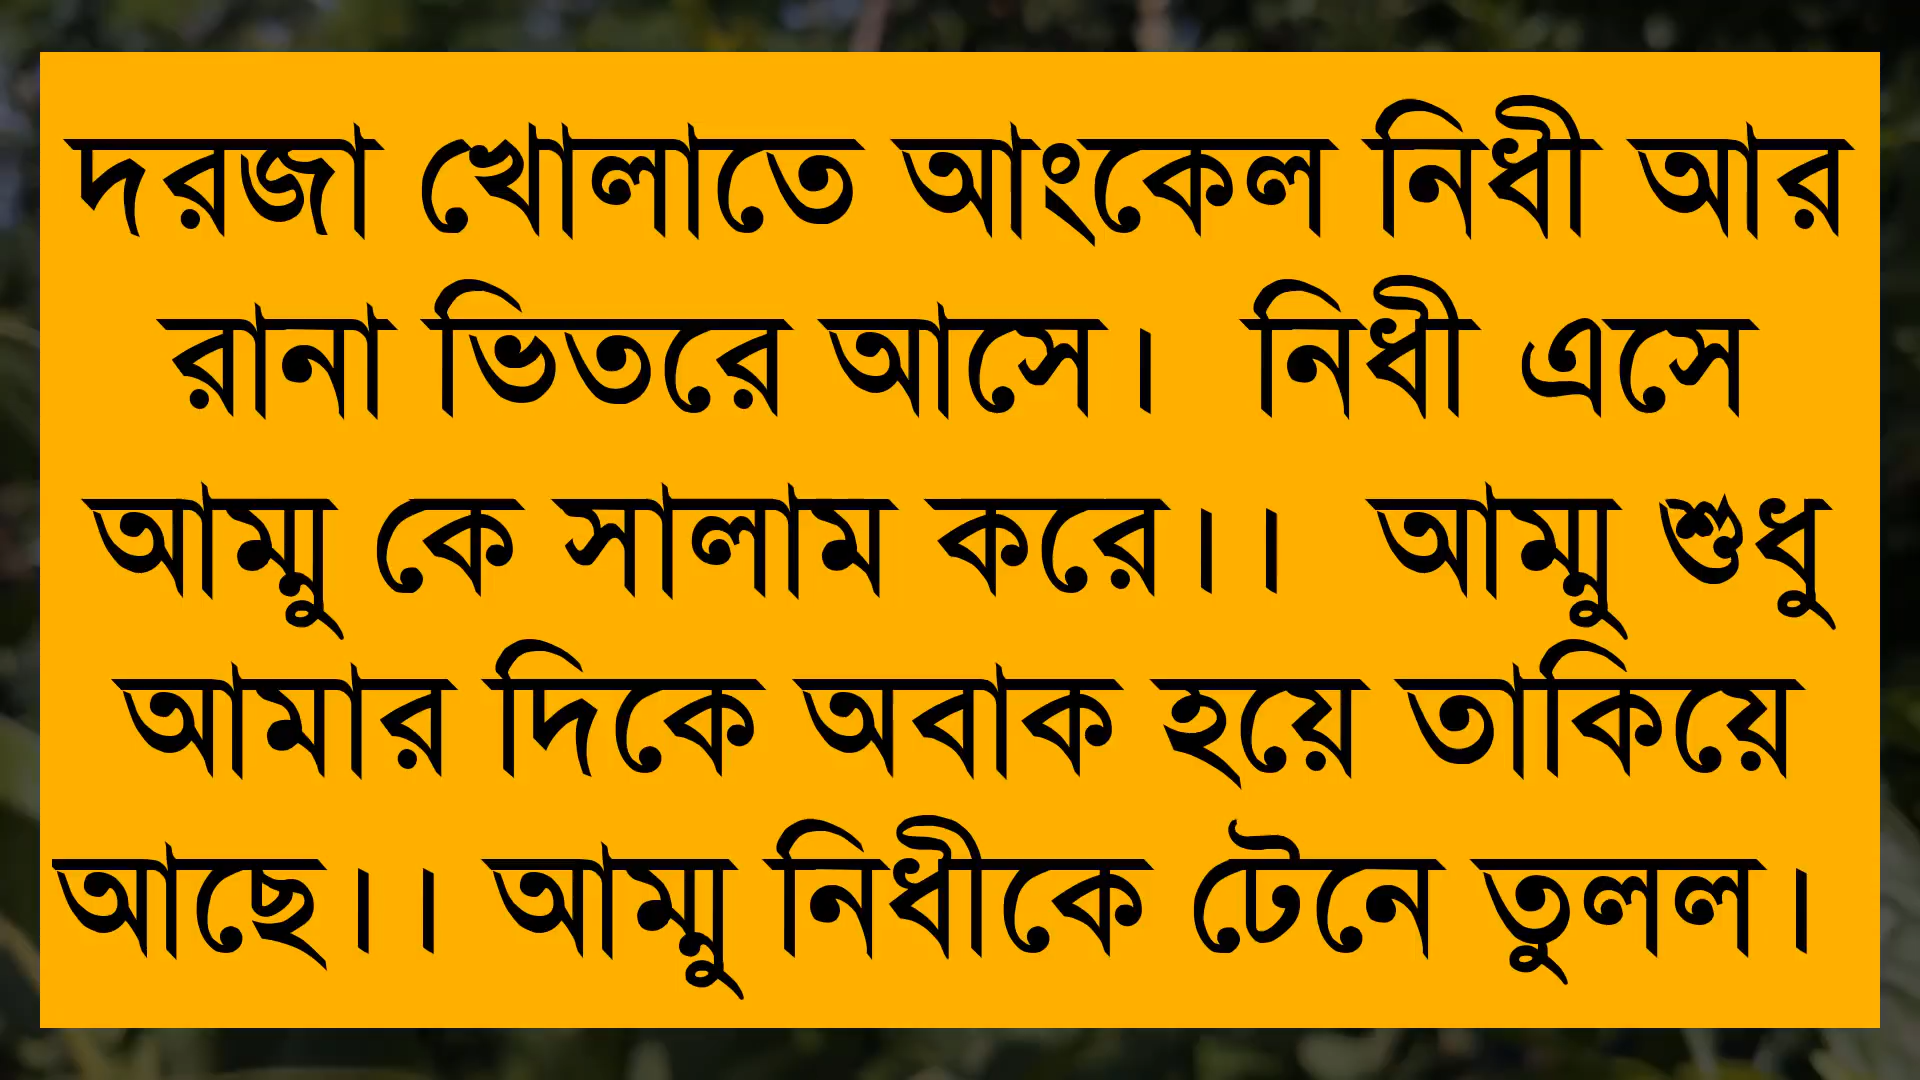 দরজা খোলাতে আংকেল নিধী আর
রানা ভিতরে আসে।  নিধী এসে
আম্মু কে সালাম করে।।  আম্মু শুধু
আমার দিকে অবাক হয়ে তাকিয়ে
আছে।। আম্মু নিধীকে টেনে তুলল।